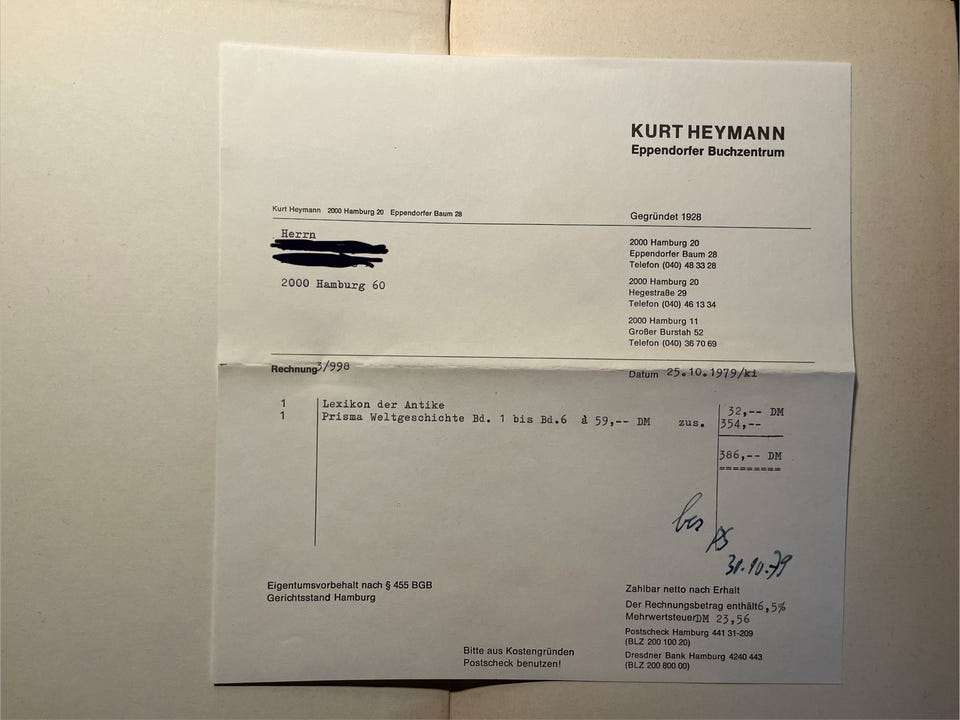 KURT HEYMANN
Eppendorfer Buchzentrum
Kurt Heymann 2000 Hamburg 20 Eppendorfer Baum 28
Gegründet 1928
Herrn
2000 Hamburg 60
2000 Hamburg 20
Eppendorfer Baum 28
Telefon (040) 48 33 28
2000 Hamburg 20
Hegestraße 29
Telefon (040) 46 13 34
2000 Hamburg 11
Großer Burstah 52
Telefon (040) 36 70 69
Rechnung 3/998
Datum 25.10.1979/ki
1 Lexikon der Antike 32,-- DM
1 Prisma Weltgeschichte Bd. 1 bis Bd.6 à 59,-- DM zus. 354,--
386,-- DM
=========
bez
31.10.79
Eigentumsvorbehalt nach § 455 BGB
Gerichtsstand Hamburg
Zahlbar netto nach Erhalt
Der Rechnungsbetrag enthält 6,5%
Mehrwertsteuer DM 23,56
Postscheck Hamburg 441 31-209
(BLZ 200 100 20)
Dresdner Bank Hamburg 4240 443
(BLZ 200 800 00)
Bitte aus Kostengründen
Postscheck benutzen!